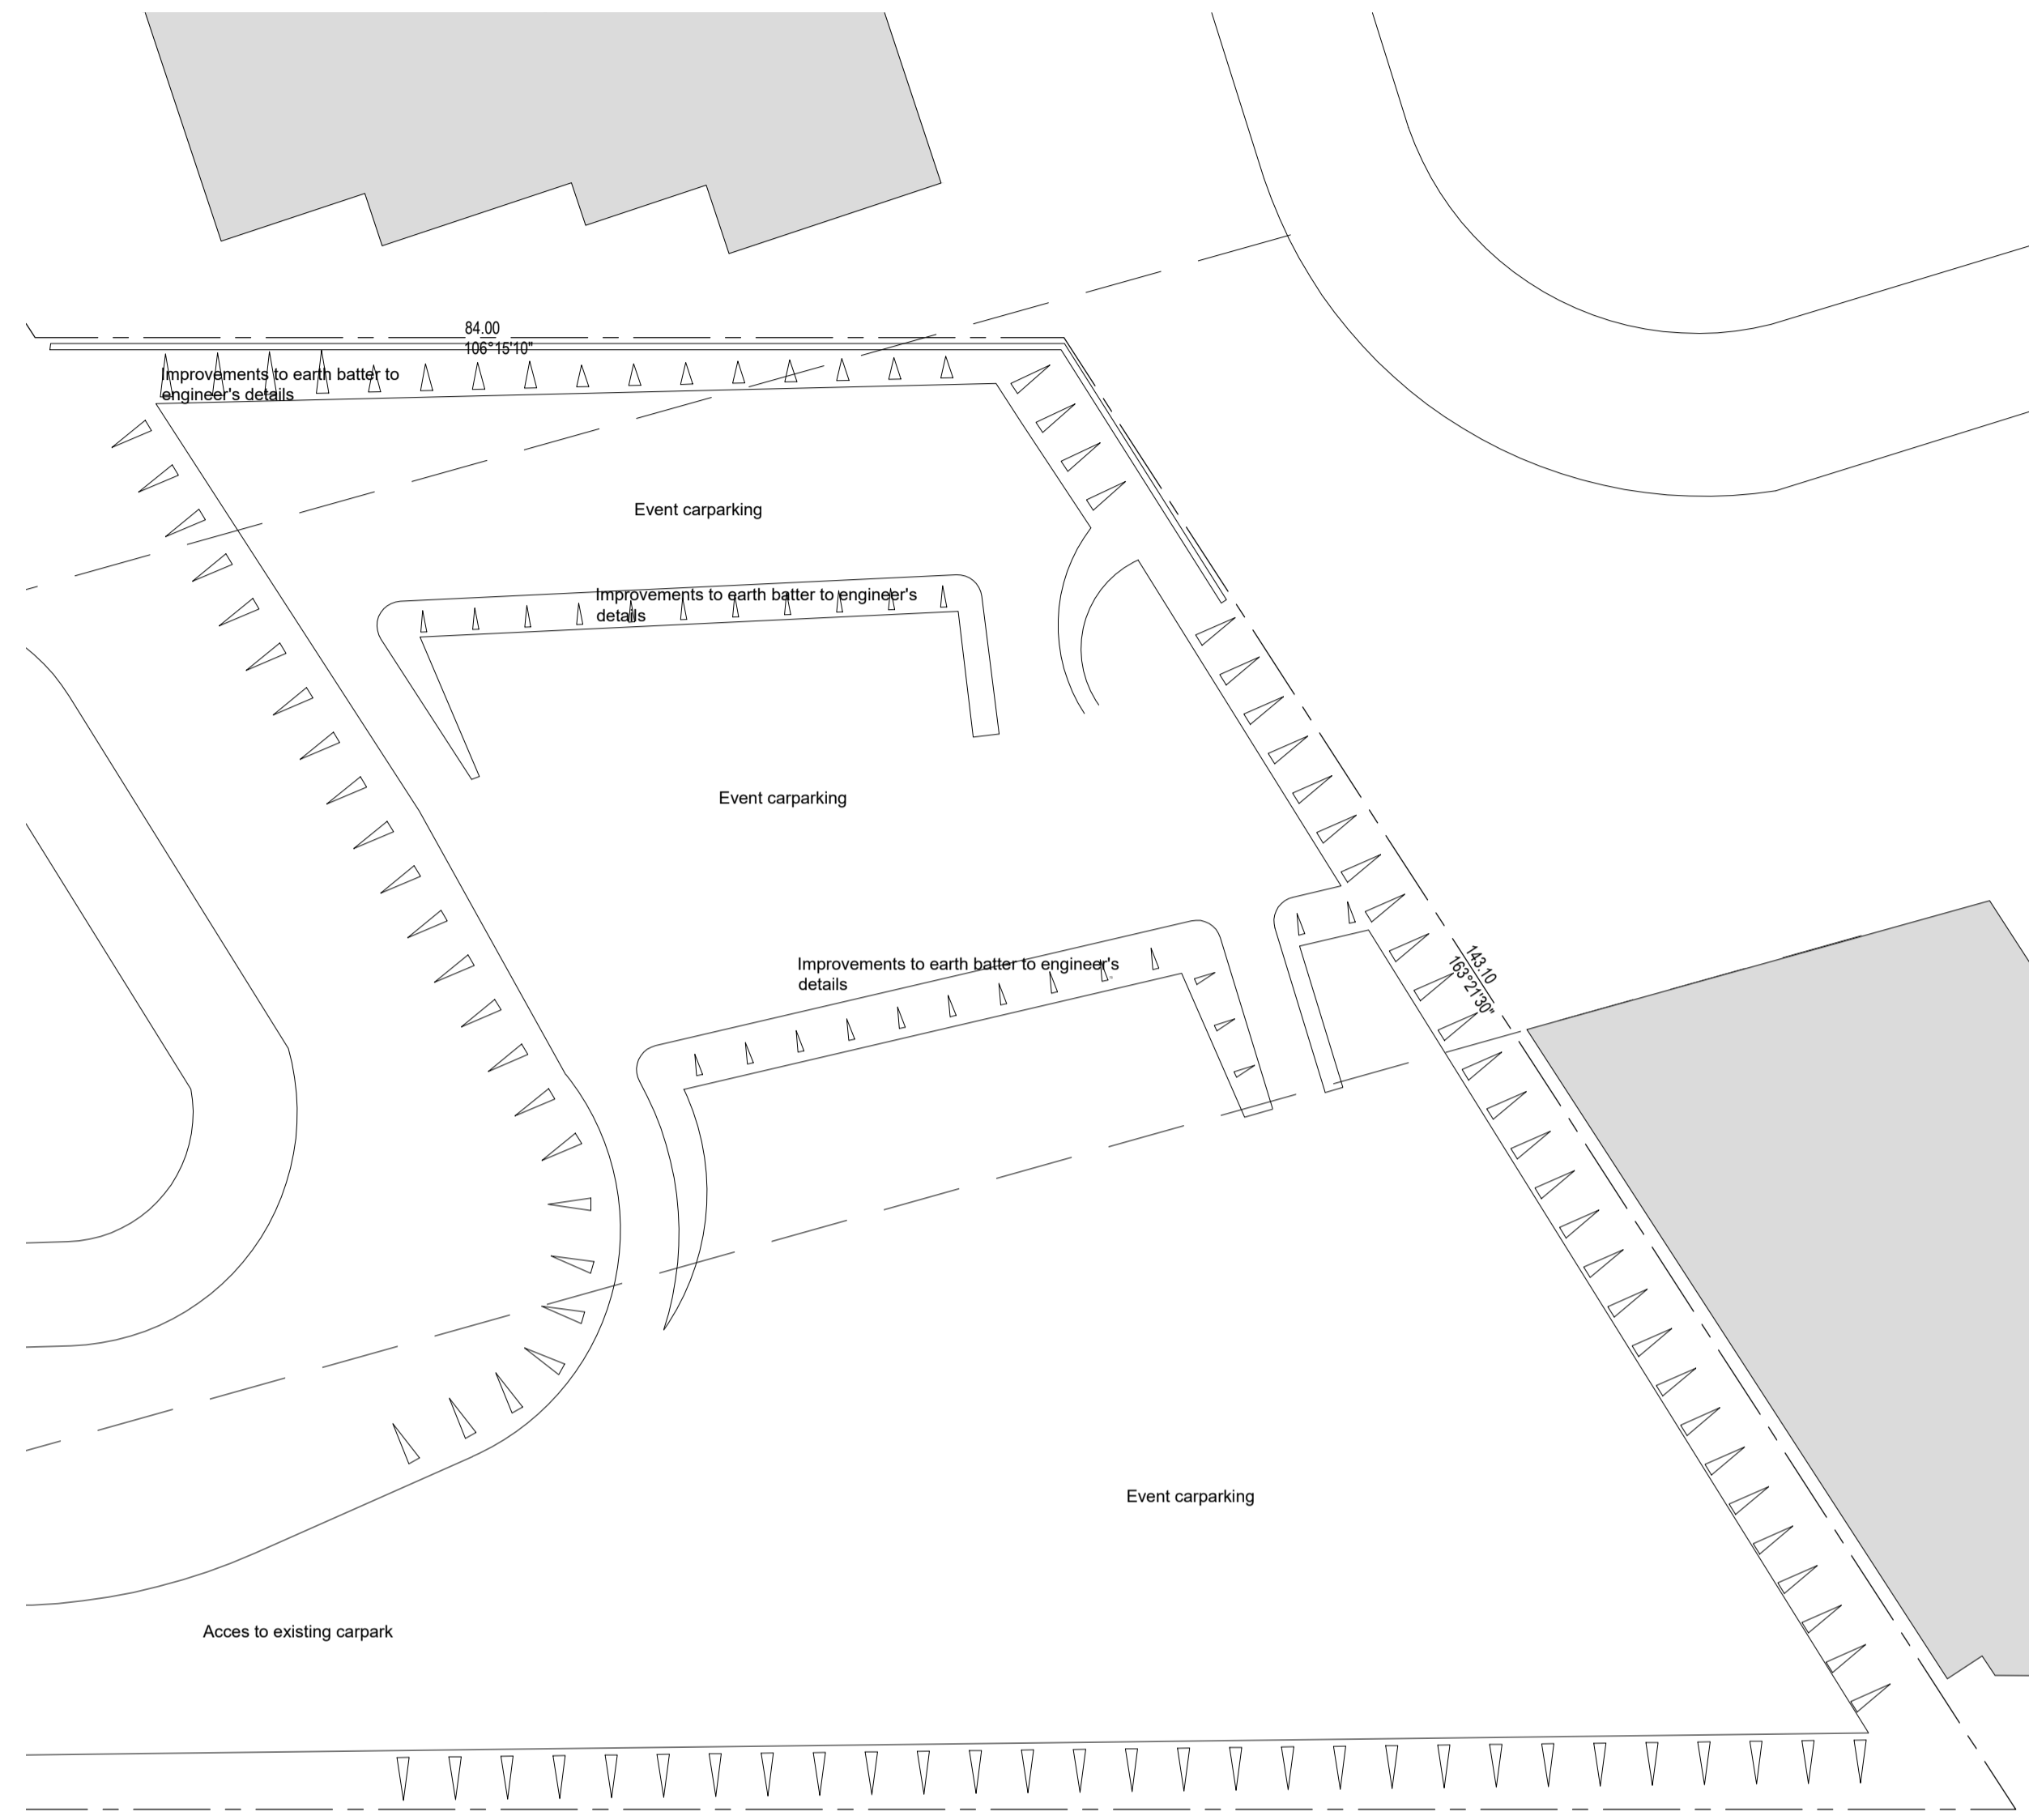 84.00
106°15'10"
Improvements to earth batter to
engineer's details
Event carparking
Improvements to earth batter to engineer's
details
Event carparking
Improvements to earth batter to engineer's
details
143.10
163°21'30"
Event carparking
Acces to existing carpark